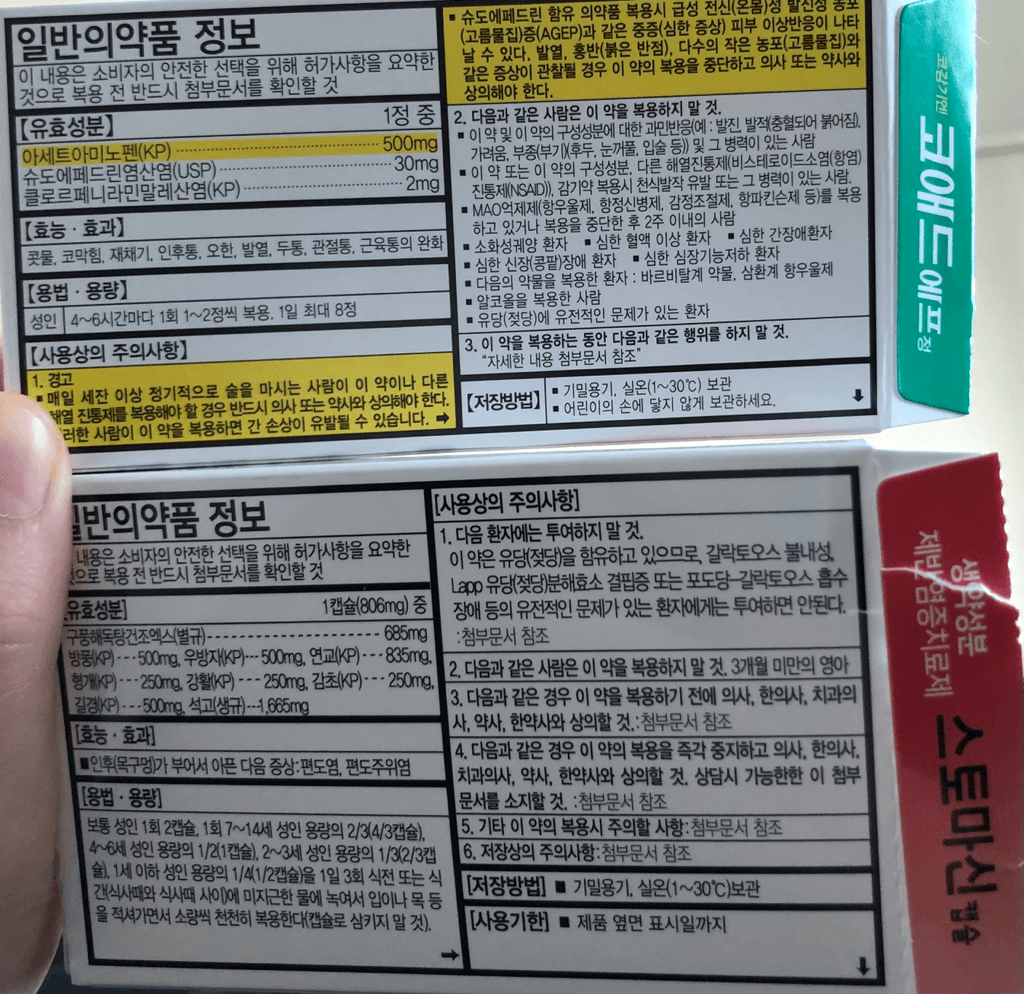 일반의약품 정보
이 내용은 소비자의 안전한 선택을 위해 허가사항을 요약한
것으로 복용 전 반드시 첨부문서를 확인할 것
[유효성분] 1정 중
아세트아미노펜(KP) 500mg
슈도에페드린염산염(USP) 30mg
클로르페니라민말레산염(KP) 2mg
[효능·효과]
콧물, 코막힘, 재채기, 인후통, 오한, 발열, 두통, 관절통, 근육통의 완화
[용법·용량]
성인 4~6시간마다 1회 1~2정씩 복용. 1일 최대 8정
[사용상의 주의사항]
1. 경고
매일 세잔 이상 정기적으로 술을 마시는 사람이 이 약이나 다른
해열 진통제를 복용해야 할 경우 반드시 의사 또는 약사와 상의해야 한다.
러한 사람이 이 약을 복용하면 간 손상이 유발될 수 있습니다. ➡
▪ 슈도에페드린 함유 의약품 복용시 급성 전신(온몸)성 발진성 농포
(고름물집)증(AGEP)과 같은 중증(심한 증상) 피부 이상반응이 나타
날 수 있다. 발열, 홍반(붉은 반점), 다수의 작은 농포(고름물집)와
같은 증상이 관찰될 경우 이 약의 복용을 중단하고 의사 또는 약사와
상의해야 한다.
2. 다음과 같은 사람은 이 약을 복용하지 말 것.
▪ 이 약 및 이 약의 구성성분에 대한 과민반응(예 : 발진, 발적(충혈되어 붉어짐),
가려움, 부종(부기)(후두, 눈꺼풀, 입술 등)) 및 그 병력이 있는 사람
▪ 이 약 또는 이 약의 구성성분, 다른 해열진통제(비스테로이드소염(항염)
진통제(NSAID)), 감기약 복용시 천식발작 유발 또는 그 병력이 있는 사람.
▪ MAO억제제(항우울제, 항정신병제, 감정조절제, 항파킨슨제 등)를 복용
하고 있거나 복용을 중단한 후 2주 이내의 사람
▪ 소화성궤양 환자 ▪ 심한 혈액 이상 환자 ▪ 심한 간장애환자
▪ 심한 신장(콩팥)장애 환자 ▪ 심한 심장기능저하 환자
▪ 다음의 약물을 복용한 환자 : 바르비탈계 약물, 삼환계 항우울제
▪ 알코올을 복용한 사람
▪ 유당(젖당)에 유전적인 문제가 있는 환자
3. 이 약을 복용하는 동안 다음과 같은 행위를 하지 말 것.
"자세한 내용 첨부문서 참조"
[저장방법] ▪ 기밀용기, 실온(1~30℃) 보관
▪ 어린이의 손에 닿지 않게 보관하세요.
코감기엔
코애드에프정
일반의약품 정보
내용은 소비자의 안전한 선택을 위해 허가사항을 요약한
것으로 복용 전 반드시 첨부문서를 확인할 것
유효성분] 1캡슐(806mg) 중
구풍해독탕건조엑스(별규) 685mg
방풍(KP)---500mg, 우방자(KP)---500mg, 연교(KP)---835mg,
형개(KP)---250mg, 강활(KP)---250mg, 감초(KP)---250mg,
길경(KP)---500mg, 석고(생규)--1,665mg
[효능·효과]
■인후(목구멍)가 부어서 아픈 다음 증상:편도염, 편도주위염
[용법·용량]
보통 성인 1회 2캡슐, 1회 7~14세 성인 용량의 2/3(4/3캡슐),
4~6세 성인 용량의 1/2(1캡슐), 2~3세 성인 용량의 1/3(2/3캡
슐), 1세 이하 성인 용량의 1/4(1/2캡슐)을 1일 3회 식전 또는 식
간(식사때와 식사때 사이)에 미지근한 물에 녹여서 입이나 목 등
을 적셔가면서 소량씩 천천히 복용한다(캡슐로 삼키지 말 것).
[사용상의 주의사항]
1. 다음 환자에는 투여하지 말 것.
이 약은 유당(젖당)을 함유하고 있으므로, 갈락토오스 불내성,
Lapp 유당(젖당)분해효소 결핍증 또는 포도당-갈락토오스 흡수
장애 등의 유전적인 문제가 있는 환자에게는 투여하면 안된다.
:첨부문서 참조
2. 다음과 같은 사람은 이 약을 복용하지 말 것. 3개월 미만의 영아
3. 다음과 같은 경우 이 약을 복용하기 전에 의사, 한의사, 치과의
사, 약사, 한약사와 상의할 것.:첨부문서 참조
4. 다음과 같은 경우 이 약의 복용을 즉각 중지하고 의사, 한의사,
치과의사, 약사, 한약사와 상의할 것. 상담시 가능한한 이 첨부
문서를 소지할 것. :첨부문서 참조
5. 기타 이 약의 복용시 주의할 사항:첨부문서 참조
6. 저장상의 주의사항:첨부문서 참조
[저장방법] ■ 기밀용기, 실온(1~30℃)보관
[사용기한] ■ 제품 옆면 표시일까지
생약성분
제반염증치료제
스토마신캡슐